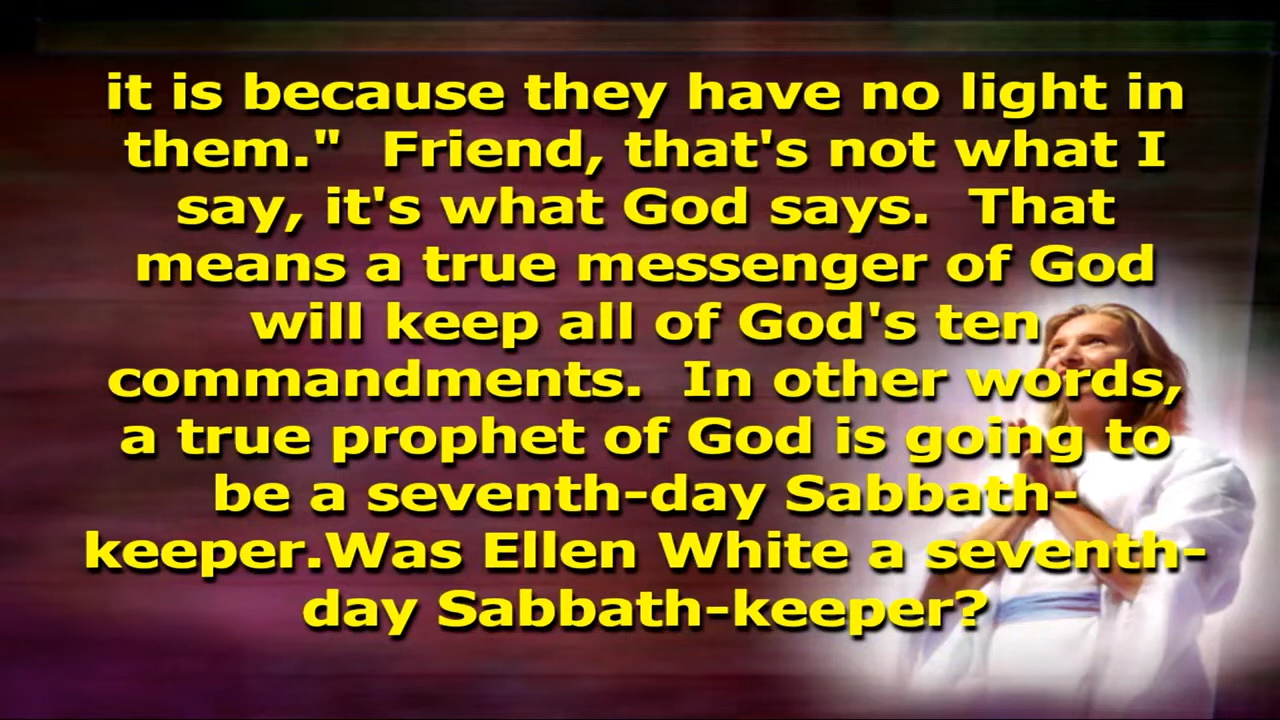 it is because they have no light in
them."  Friend, that's not what I
say, it's what God says.  That
means a true messenger of God
will keep all of God's ten
commandments.  In other words,
a true prophet of God is going to
be a seventh-day Sabbath-
keeper.Was Ellen White a seventh-
day Sabbath-keeper?